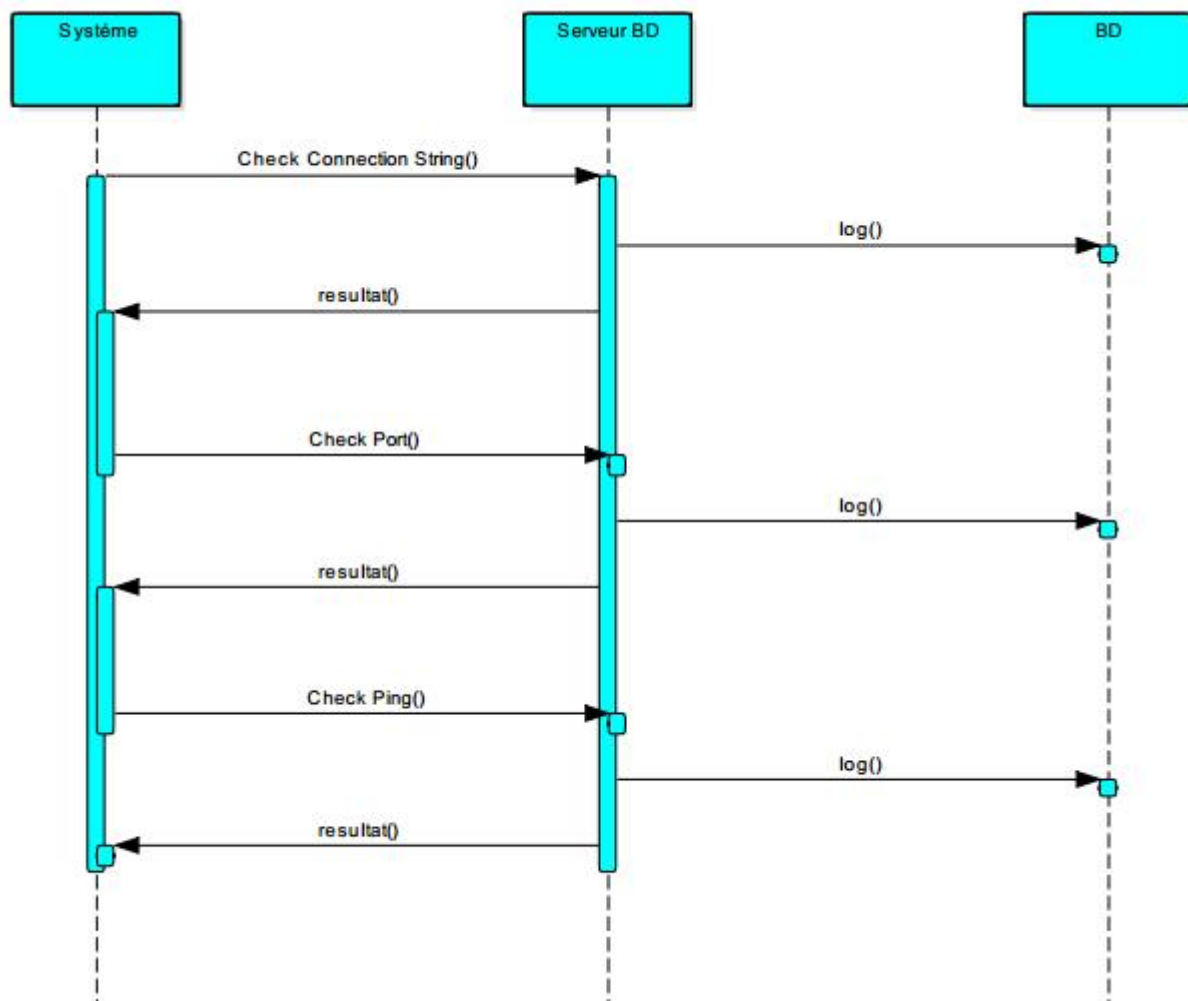 Systéme
Serveur BD
BD
Check Connection String()
log()
resultat()
Check Port()
log()
resultat()
Check Ping()
log()
resultat()